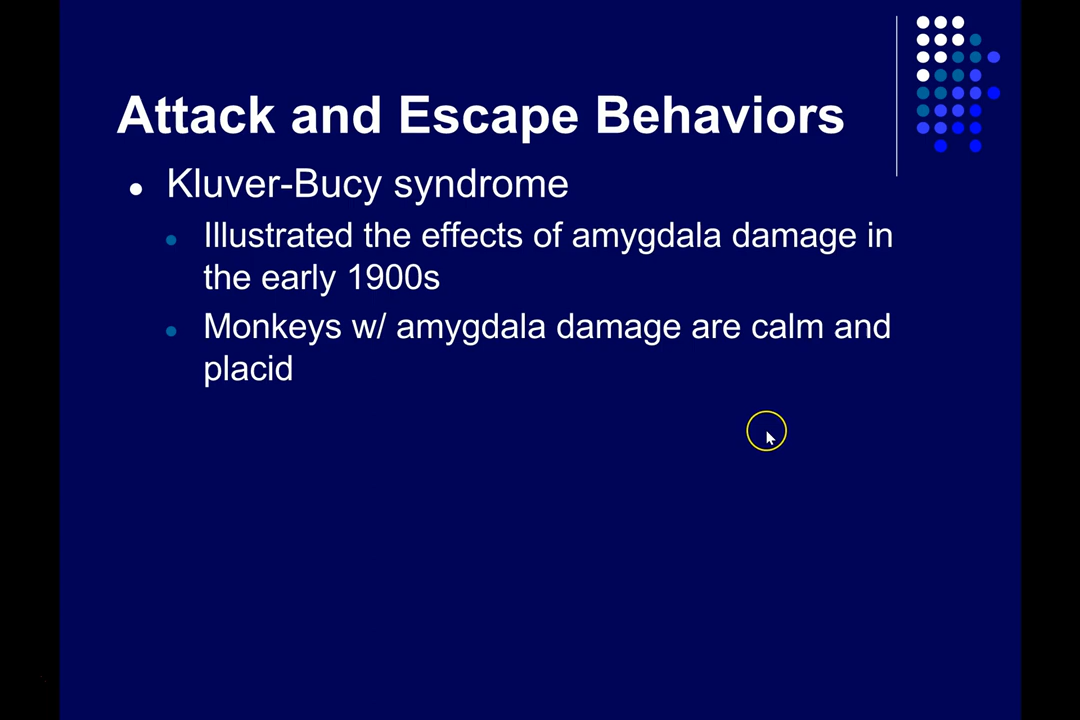 Attack and Escape Behaviors
Kluver-Bucy syndrome
Illustrated the effects of amygdala damage in
the early 1900s
Monkeys w/ amygdala damage are calm and
placid